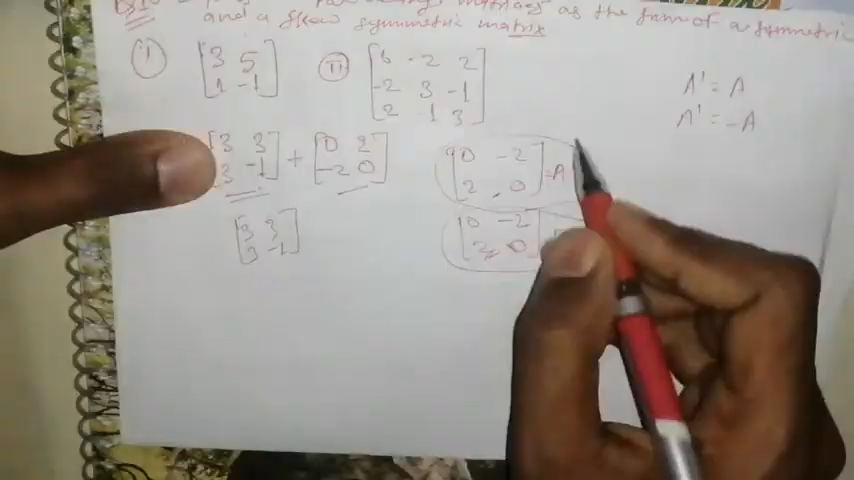 following matrices as the sum of a symmetric
and a skew symmetric matrix
(i) [3 5
1 -1]
(ii) [6 -2 2
-2 3 -1
2 -1 3]
A' = A
A' = -A
[3 3
3 -1] + [0 2
-2 0]
[0 -2
2 0] = A
[3 3
3 -1]
[0 -2
2 0]